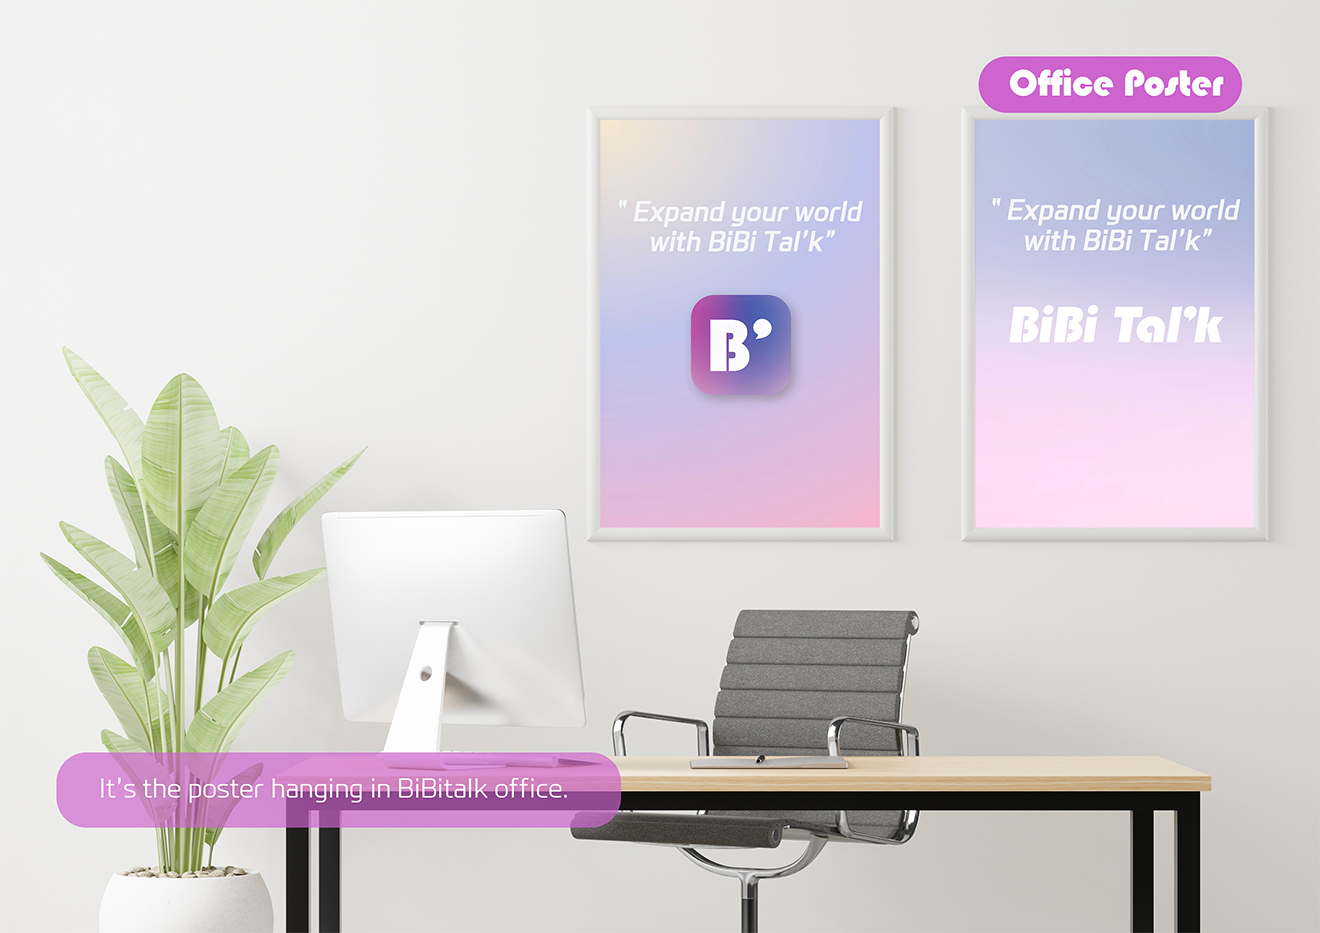 Office Poster
" Expand your world
with BiBi Tal'k"
B'
" Expand your world
with BiBi Tal'k"
BiBi Tal'k
It's the poster hanging in BiBitalk office.